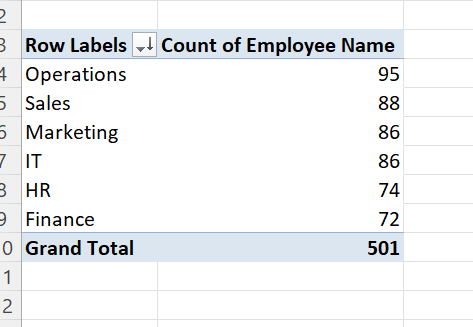 2
3 Row Labels Count of Employee Name
4 Operations 95
5 Sales 88
6 Marketing 86
7 IT 86
8 HR 74
9 Finance 72
0 Grand Total 501
1
2